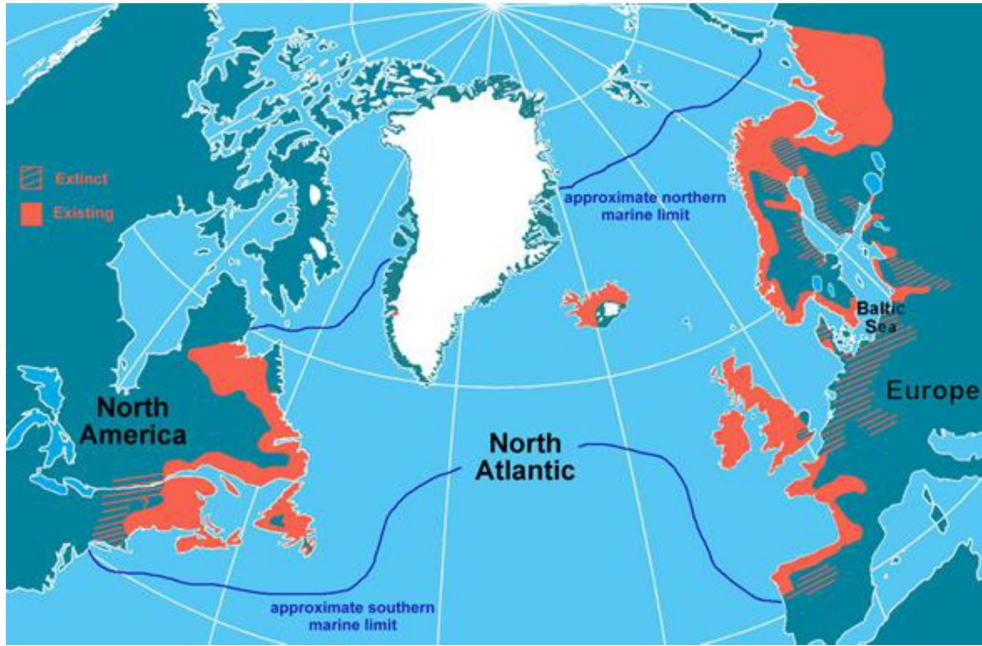 approximate northern
marine limit
Extinct
Existing
Baltic
Sea
Europe
North
America
North
Atlantic
approximate southern
marine limit